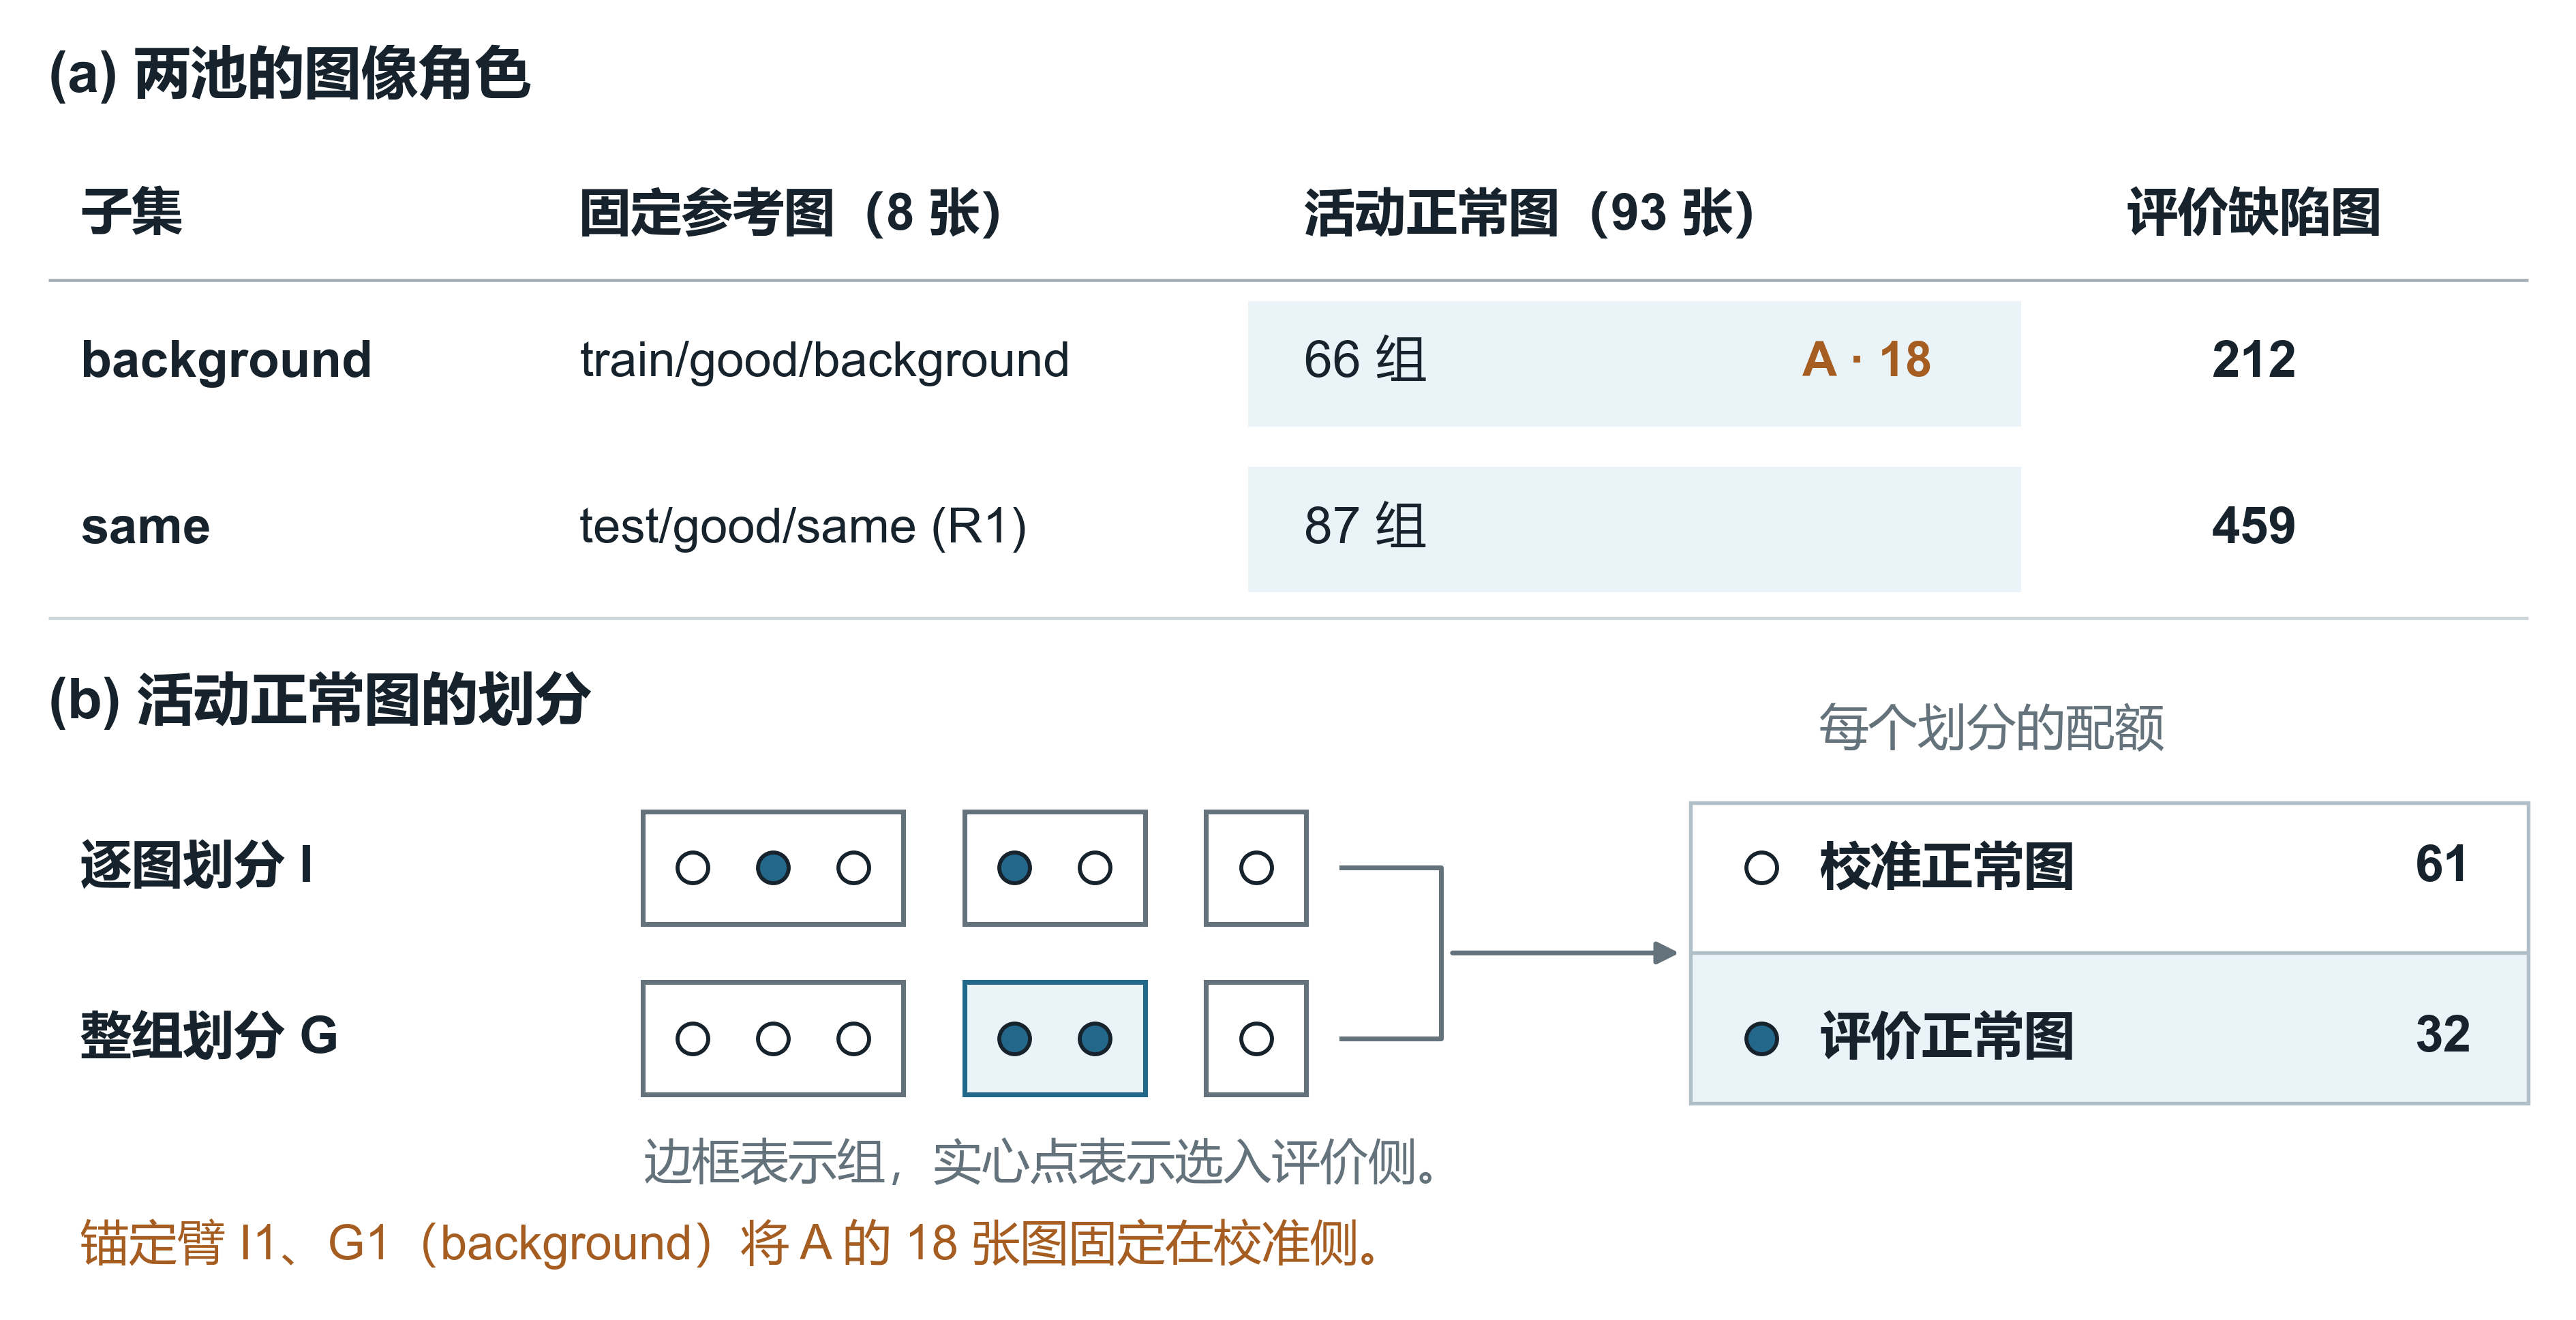 (a) 两池的图像角色
子集 固定参考图（8 张） 活动正常图（93 张） 评价缺陷图
background train/good/background 66 组 A · 18 212
same test/good/same (R1) 87 组 459
(b) 活动正常图的划分
每个划分的配额
逐图划分 I 校准正常图 61
整组划分 G 评价正常图 32
边框表示组，实心点表示选入评价侧。
锚定臂 I1、G1（background）将 A 的 18 张图固定在校准侧。